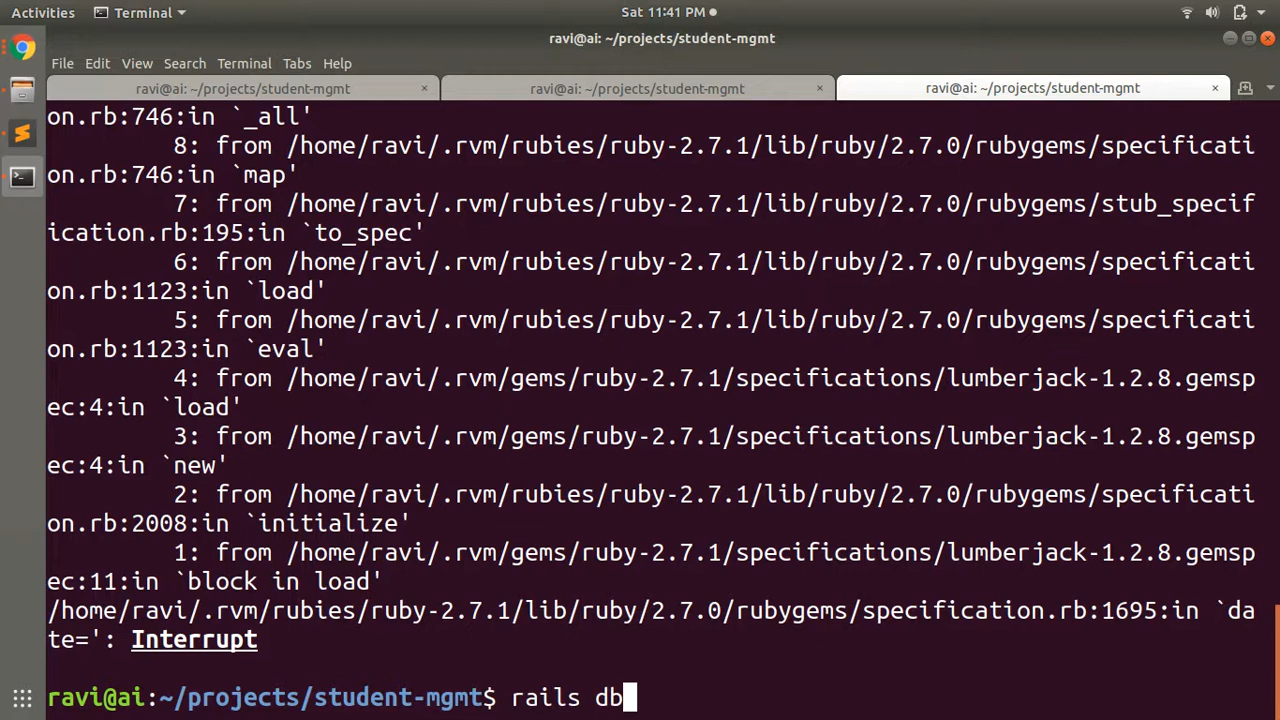 Activities Terminal Sat 11:41 PM
ravi@ai: ~/projects/student-mgmt
File Edit View Search Terminal Tabs Help
ravi@ai: ~/projects/student-mgmt × ravi@ai: ~/projects/student-mgmt × ravi@ai: ~/projects/student-mgmt ×
on.rb:746:in `_all'
8: from /home/ravi/.rvm/rubies/ruby-2.7.1/lib/ruby/2.7.0/rubygems/specificati
on.rb:746:in `map'
7: from /home/ravi/.rvm/rubies/ruby-2.7.1/lib/ruby/2.7.0/rubygems/stub_specif
ication.rb:195:in `to_spec'
6: from /home/ravi/.rvm/rubies/ruby-2.7.1/lib/ruby/2.7.0/rubygems/specificati
on.rb:1123:in `load'
5: from /home/ravi/.rvm/rubies/ruby-2.7.1/lib/ruby/2.7.0/rubygems/specificati
on.rb:1123:in `eval'
4: from /home/ravi/.rvm/gems/ruby-2.7.1/specifications/lumberjack-1.2.8.gemsp
ec:4:in `load'
3: from /home/ravi/.rvm/gems/ruby-2.7.1/specifications/lumberjack-1.2.8.gemsp
ec:4:in `new'
2: from /home/ravi/.rvm/rubies/ruby-2.7.1/lib/ruby/2.7.0/rubygems/specificati
on.rb:2008:in `initialize'
1: from /home/ravi/.rvm/gems/ruby-2.7.1/specifications/lumberjack-1.2.8.gemsp
ec:11:in `block in load'
/home/ravi/.rvm/rubies/ruby-2.7.1/lib/ruby/2.7.0/rubygems/specification.rb:1695:in `da
te=': Interrupt
ravi@ai:~/projects/student-mgmt$ rails db